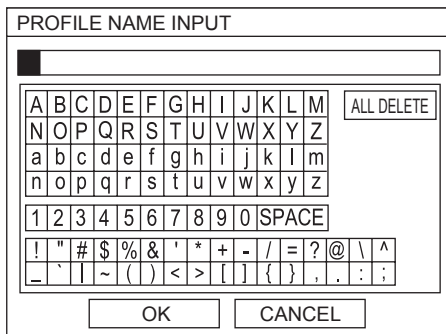 PROFILE NAME INPUT
A B C D E F G H I J K L M ALL DELETE
N O P Q R S T U V W X Y Z
a b c d e f g h i j k l m
n o p q r s t u v w x y z
1 2 3 4 5 6 7 8 9 0 SPACE
! " # $ % & ' * + - / = ? @ \ ^
_ ` | ~ ( ) < > [ ] { } , . : ;
OK CANCEL